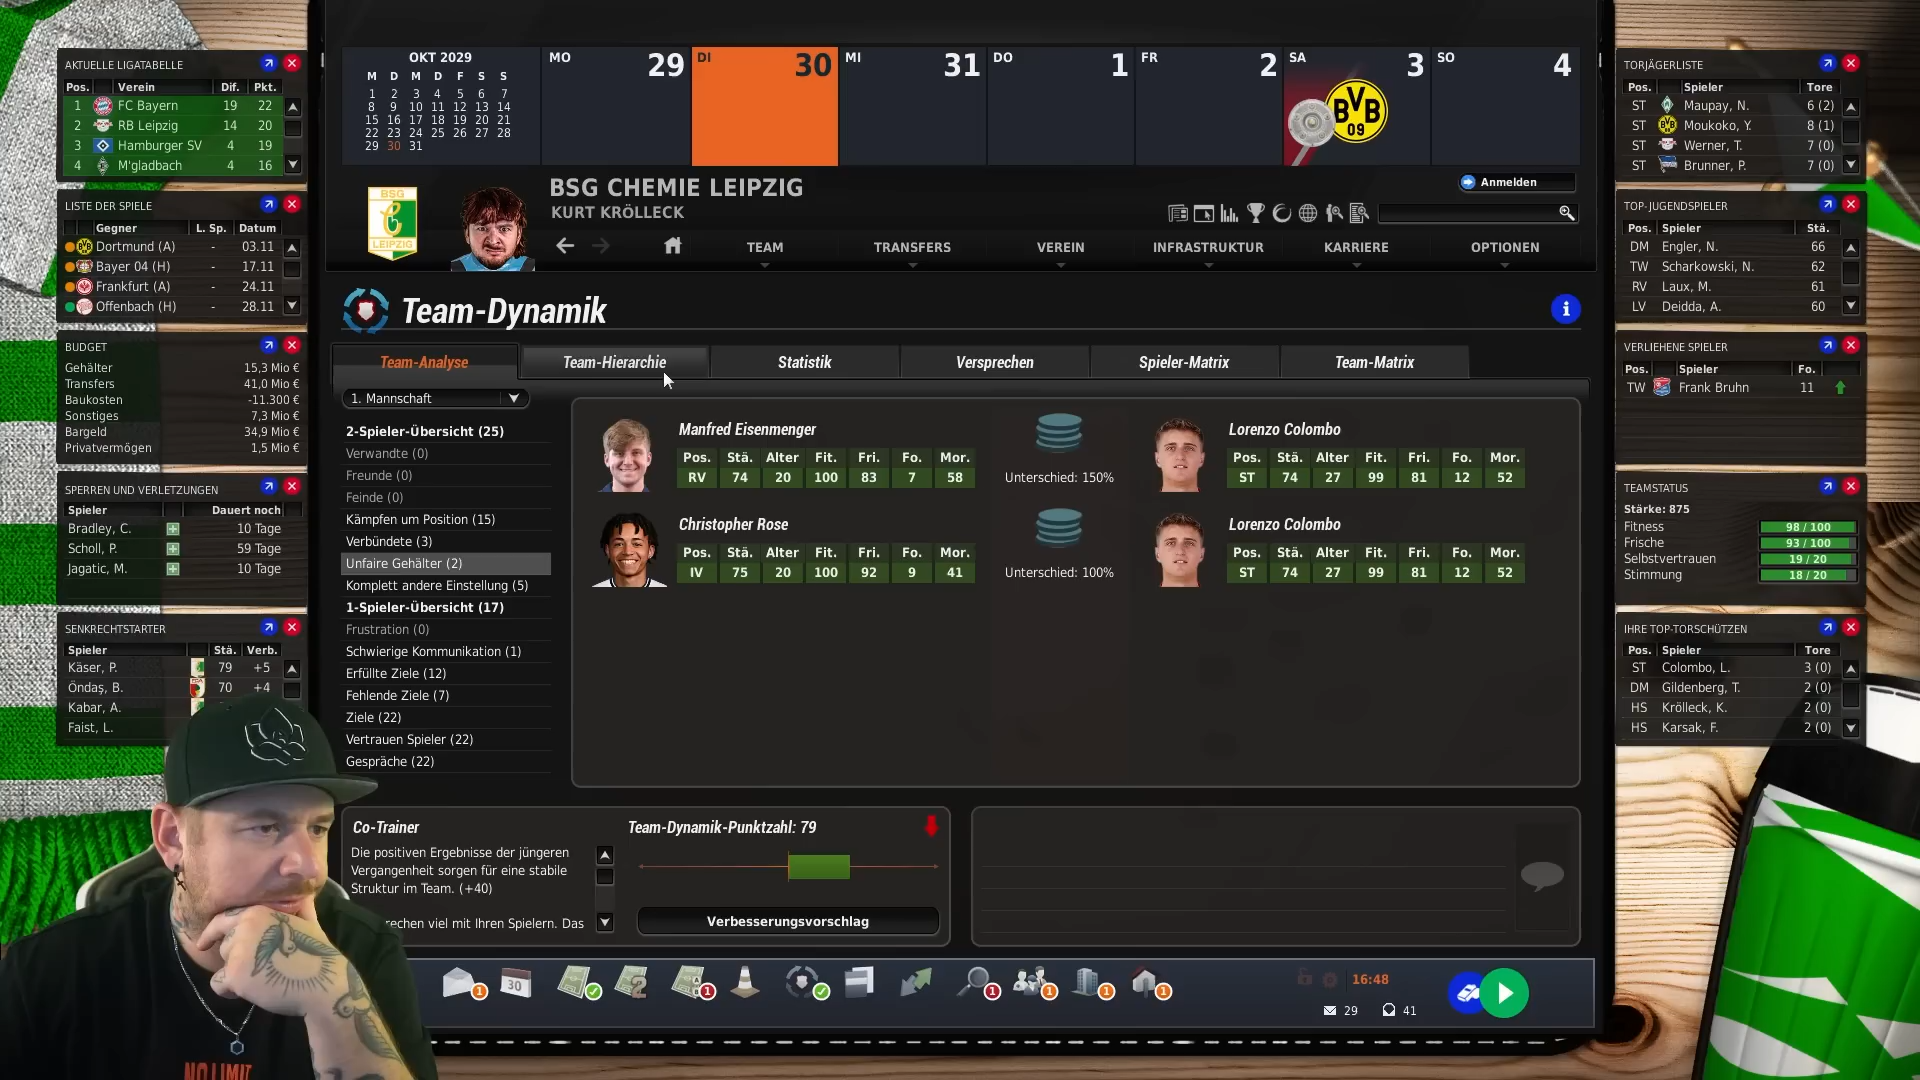 AKTUELLE LIGATABELLE
Pos. Verein Dif. Pkt.
1 FC Bayern 19 22
2 RB Leipzig 14 20
3 Hamburger SV 4 19
4 M'gladbach 4 16
LISTE DER SPIELE
Gegner L. Sp. Datum
Dortmund (A) - 03.11
Bayer 04 (H) - 17.11
Frankfurt (A) - 24.11
Offenbach (H) - 28.11
BUDGET
Gehälter 15,3 Mio €
Transfers 41,0 Mio €
Baukosten -11.300 €
Sonstiges 7,3 Mio €
Bargeld 34,9 Mio €
Privatvermögen 1,5 Mio €
SPERREN UND VERLETZUNGEN
Spieler Dauert noch
Bradley, C. 10 Tage
Scholl, P. 59 Tage
Jagatic, M. 10 Tage
SENKRECHTSTARTER
Spieler Stä. Verb.
Käser, P. 79 +5
Öndaş, B. 70 +4
Kabar, A.
Faist, L.
OKT 2029
M D M D F S S
1 2 3 4 5 6 7
8 9 10 11 12 13 14
15 16 17 18 19 20 21
22 23 24 25 26 27 28
29 30 31
MO 29
DI 30
MI 31
DO 1
FR 2
SA 3
SO 4
BVB
09
BSG
LEIPZIG
BSG CHEMIE LEIPZIG
KURT KRÖLLECK
Anmelden
TEAM TRANSFERS VEREIN INFRASTRUKTUR KARRIERE OPTIONEN
Team-Dynamik
i
Team-Analyse Team-Hierarchie Statistik Versprechen Spieler-Matrix Team-Matrix
1. Mannschaft
2-Spieler-Übersicht (25)
Verwandte (0)
Freunde (0)
Feinde (0)
Kämpfen um Position (15)
Verbündete (3)
Unfaire Gehälter (2)
Komplett andere Einstellung (5)
1-Spieler-Übersicht (17)
Frustration (0)
Schwierige Kommunikation (1)
Erfüllte Ziele (12)
Fehlende Ziele (7)
Ziele (22)
Vertrauen Spieler (22)
Gespräche (22)
Manfred Eisenmenger
Pos. Stä. Alter Fit. Fri. Fo. Mor.
RV 74 20 100 83 7 58
Unterschied: 150%
Lorenzo Colombo
Pos. Stä. Alter Fit. Fri. Fo. Mor.
ST 74 27 99 81 12 52
Christopher Rose
Pos. Stä. Alter Fit. Fri. Fo. Mor.
IV 75 20 100 92 9 41
Unterschied: 100%
Lorenzo Colombo
Pos. Stä. Alter Fit. Fri. Fo. Mor.
ST 74 27 99 81 12 52
Co-Trainer
Die positiven Ergebnisse der jüngeren
Vergangenheit sorgen für eine stabile
Struktur im Team. (+40)
rechen viel mit Ihren Spielern. Das
Team-Dynamik-Punktzahl: 79
Verbesserungsvorschlag
1 30 2 1 1 1 1 1
16:48
29 41
TORJÄGERLISTE
Pos. Spieler Tore
ST Maupay, N. 6 (2)
ST Moukoko, Y. 8 (1)
ST Werner, T. 7 (0)
ST Brunner, P. 7 (0)
TOP-JUGENDSPIELER
Pos. Spieler Stä.
DM Engler, N. 66
TW Scharkowski, N. 62
RV Laux, M. 61
LV Deidda, A. 60
VERLIEHENE SPIELER
Pos. Spieler Fo.
TW Frank Bruhn 11
TEAMSTATUS
Stärke: 875
Fitness 98 / 100
Frische 93 / 100
Selbstvertrauen 19 / 20
Stimmung 18 / 20
IHRE TOP-TORSCHÜTZEN
Pos. Spieler Tore
ST Colombo, L. 3 (0)
DM Gildenberg, T. 2 (0)
HS Krölleck, K. 2 (0)
HS Karsak, F. 2 (0)
NO LIMIT